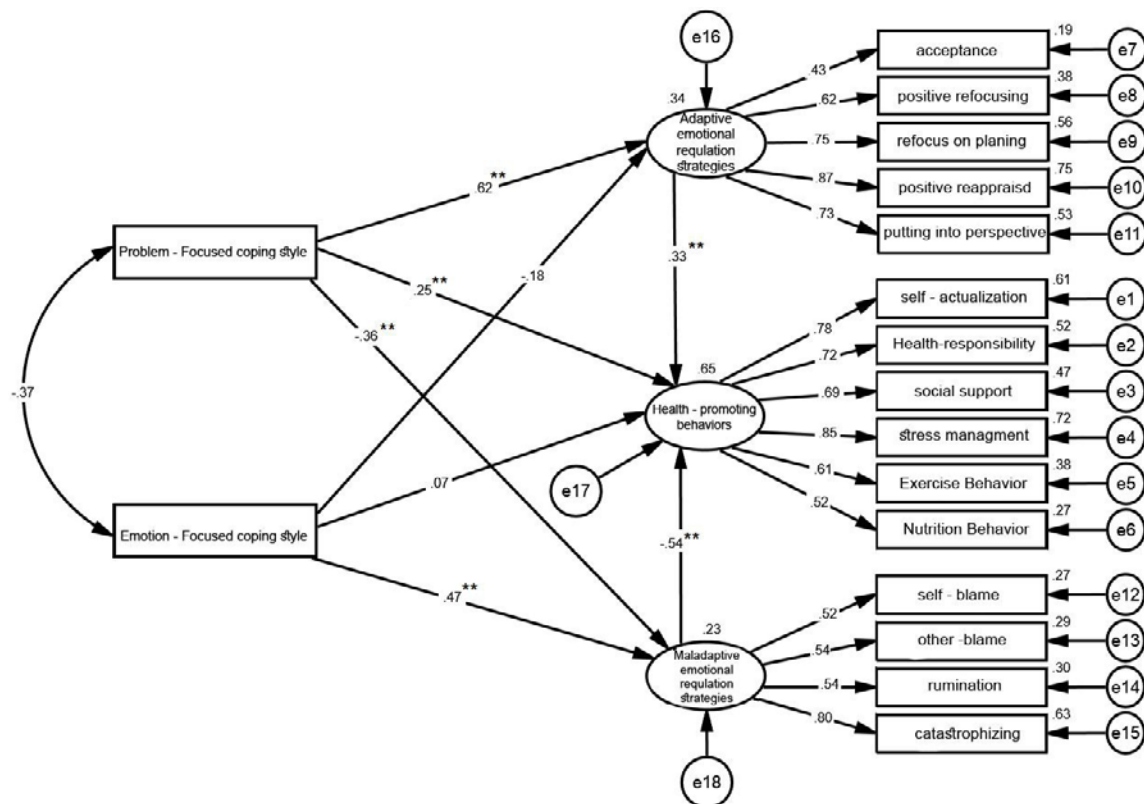 e16
.34
Adaptive
emotional
requlation
strategies
.43
.62
.75
.87
.73
acceptance
.19
e7
positive refocusing
.38
e8
refocus on planing
.56
e9
positive reappraisd
.75
e10
putting into perspective
.53
e11
.62**
-.18
.33**
Problem - Focused coping style
.25**
-.36**
-.37
.65
Health - promoting
behaviors
e17
.78
.72
.69
.85
.61
.52
self - actualization
.61
e1
Health-responsibility
.52
e2
social support
.47
e3
stress managment
.72
e4
Exercise Behavior
.38
e5
Nutrition Behavior
.27
e6
.07
Emotion - Focused coping style
-.54**
.47**
.23
Maladaptive
emotional
requlation
strategies
e18
.52
.54
.54
.80
self - blame
.27
e12
other -blame
.29
e13
rumination
.30
e14
catastrophizing
.63
e15